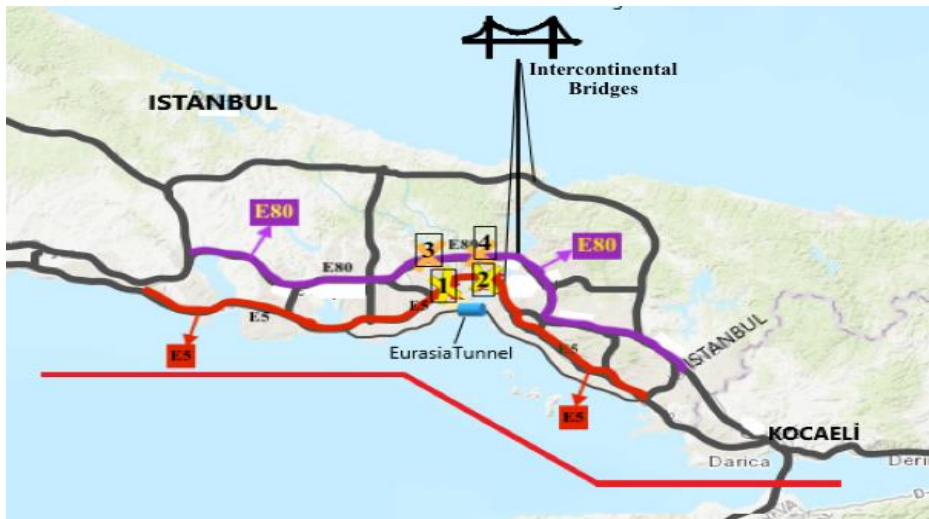 Intercontinental
Bridges
ISTANBUL
E80
3
E80
4
E80
E80
1
2
E5
E5
EurasiaTunnel
E5
E5
ISTANBUL
E5
KOCAELİ
Darica
Deri